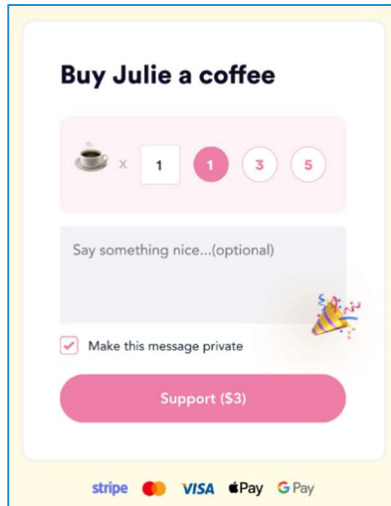 Buy Julie a coffee
x 1 1 3 5
Say something nice...(optional)
Make this message private
Support ($3)
stripe VISA Pay G Pay